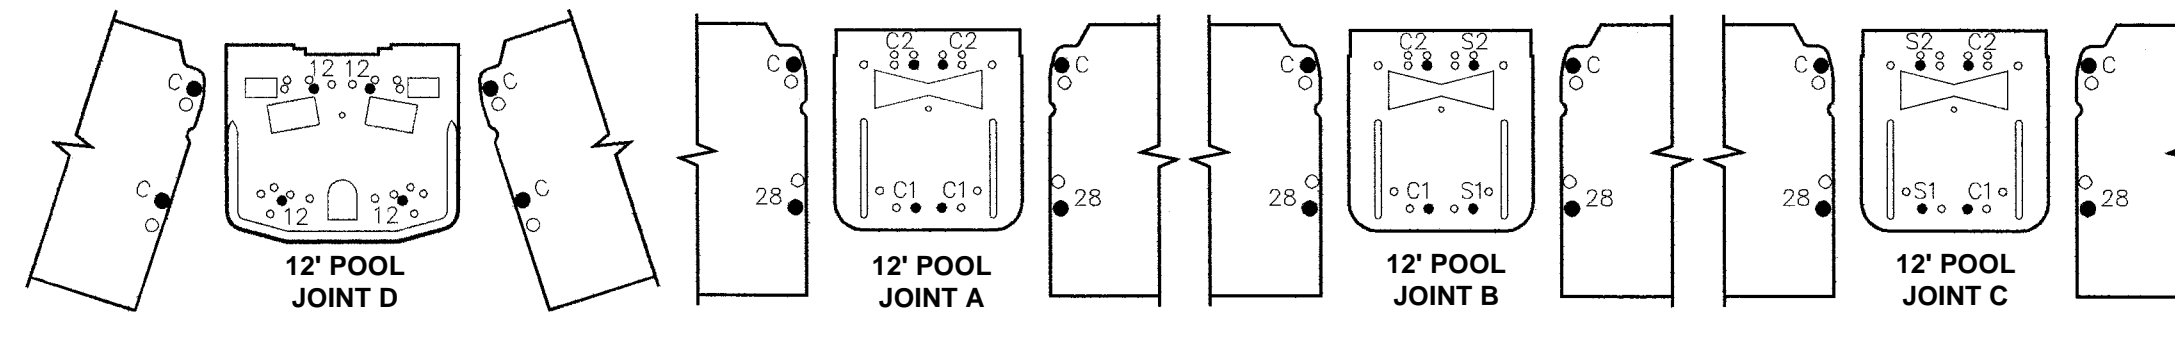 C 12 12 C
C 12 12 C
12' POOL
JOINT D
C C2 C2 C
28 C1 C1 28
12' POOL
JOINT A
C C2 S2 C
28 C1 S1 28
12' POOL
JOINT B
C S2 C2 C
28 S1 C1 28
12' POOL
JOINT C